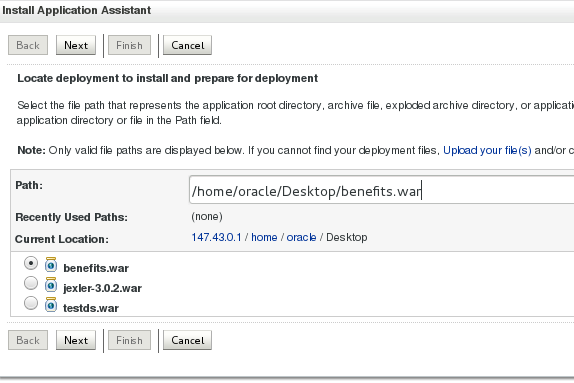 Install Application Assistant
Back Next Finish Cancel
Locate deployment to install and prepare for deployment
Select the file path that represents the application root directory, archive file, exploded archive directory, or
application directory or file in the Path field.
Note: Only valid file paths are displayed below. If you cannot find your deployment files, Upload your file(s) and/or
Path: /home/oracle/Desktop/benefits.war
Recently Used Paths: (none)
Current Location: 147.43.0.1 / home / oracle / Desktop
benefits.war
jexler-3.0.2.war
testds.war
Back Next Finish Cancel